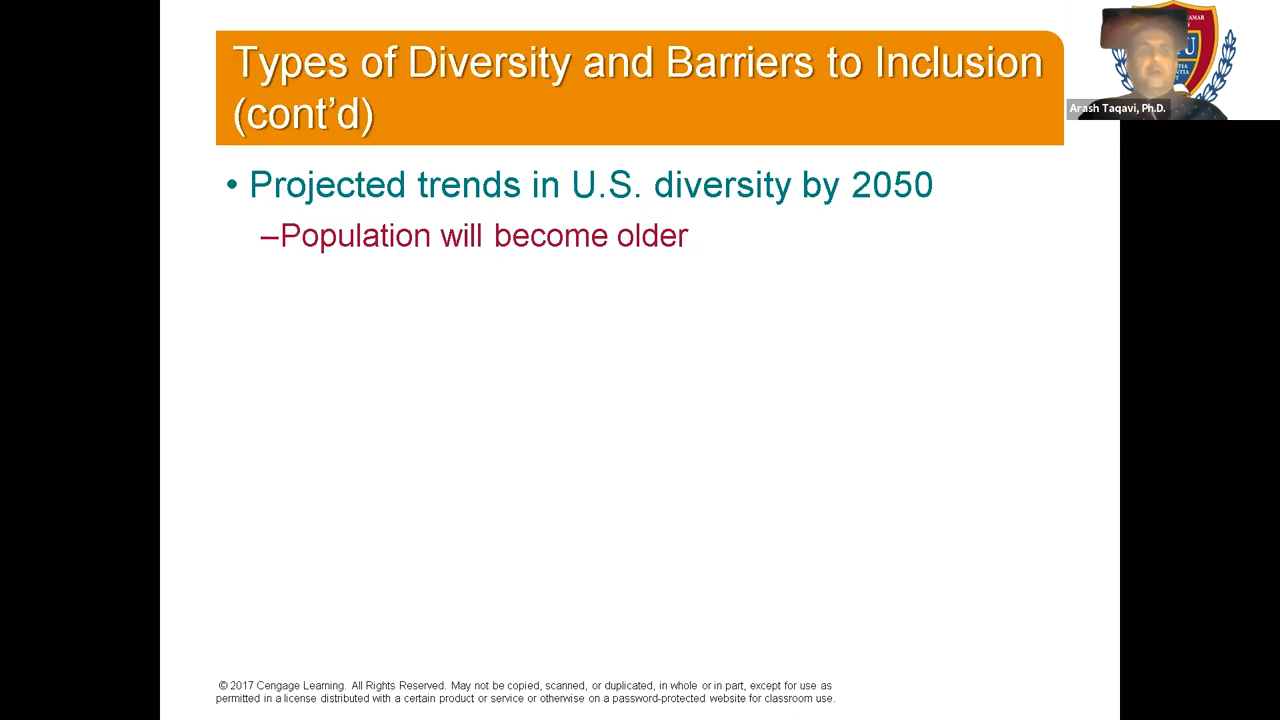 Types of Diversity and Barriers to Inclusion
(cont’d)
• Projected trends in U.S. diversity by 2050
–Population will become older
Arash Taqavi, Ph.D.
© 2017 Cengage Learning. All Rights Reserved. May not be copied, scanned, or duplicated, in whole or in part, except for use as
permitted in a license distributed with a certain product or service or otherwise on a password-protected website for classroom use.